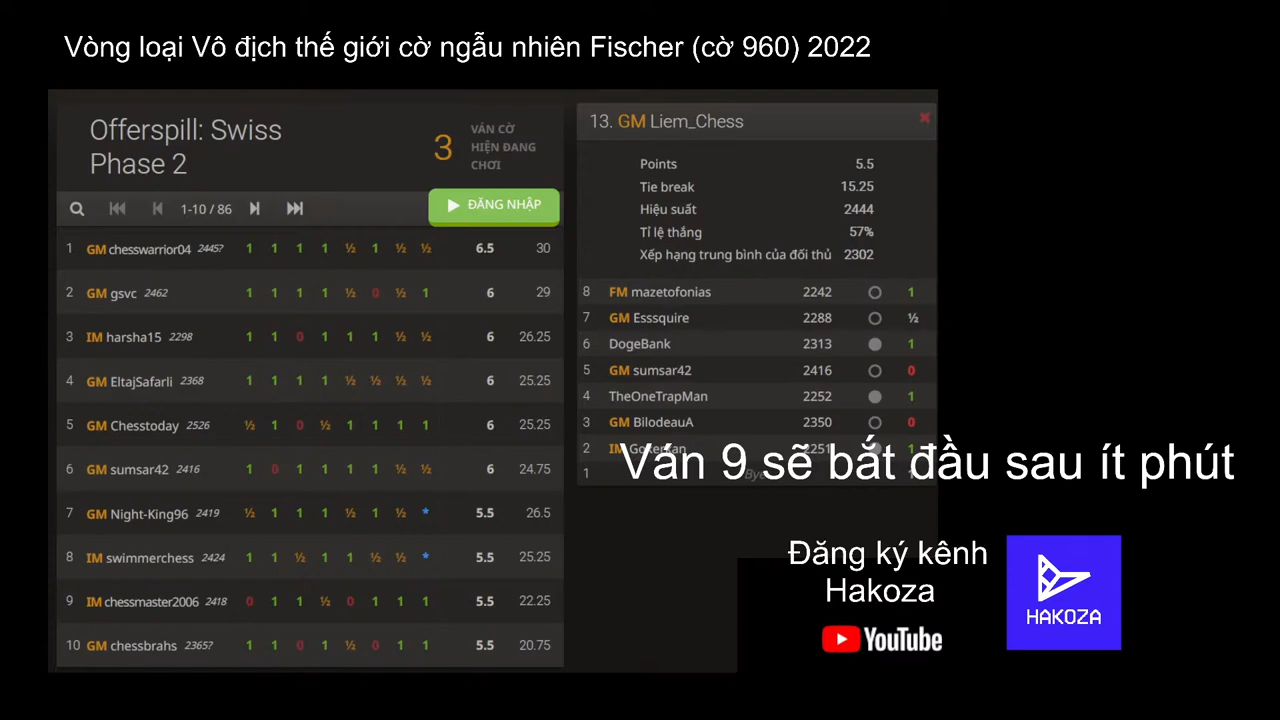 Vòng loại Vô địch thế giới cờ ngẫu nhiên Fischer (cờ 960) 2022
Offerspill: Swiss
Phase 2
3
VÁN CỜ
HIỆN ĐANG
CHƠI
1-10 / 86
ĐĂNG NHẬP
1 GM chesswarrior04 2445? 1 1 1 1 ½ 1 ½ ½ 6.5 30
2 GM gsvc 2462 1 1 1 1 ½ 0 ½ 1 6 29
3 IM harsha15 2298 1 1 0 1 1 1 ½ ½ 6 26.25
4 GM EltajSafarli 2368 1 1 1 1 ½ ½ ½ ½ 6 25.25
5 GM Chesstoday 2526 ½ 1 0 ½ 1 1 1 1 6 25.25
6 GM sumsar42 2416 1 0 1 1 1 1 ½ ½ 6 24.75
7 GM Night-King96 2419 ½ 1 1 1 ½ 1 ½ * 5.5 26.5
8 IM swimmerchess 2424 1 1 ½ 1 1 ½ ½ * 5.5 25.25
9 IM chessmaster2006 2418 0 1 1 ½ 0 1 1 1 5.5 22.25
10 GM chessbrahs 2365? 1 1 0 1 ½ 0 1 1 5.5 20.75
13. GM Liem_Chess
Points 5.5
Tie break 15.25
Hiệu suất 2444
Tỉ lệ thắng 57%
Xếp hạng trung bình của đối thủ 2302
8 FM mazetofonias 2242 1
7 GM Esssquire 2288 ½
6 DogeBank 2313 1
5 GM sumsar42 2416 0
4 TheOneTrapMan 2252 1
3 GM BilodeauA 2350 0
2 IM 2251 1
1 Bye
Ván 9 sẽ bắt đầu sau ít phút
Đăng ký kênh
Hakoza
YouTube
HAKOZA